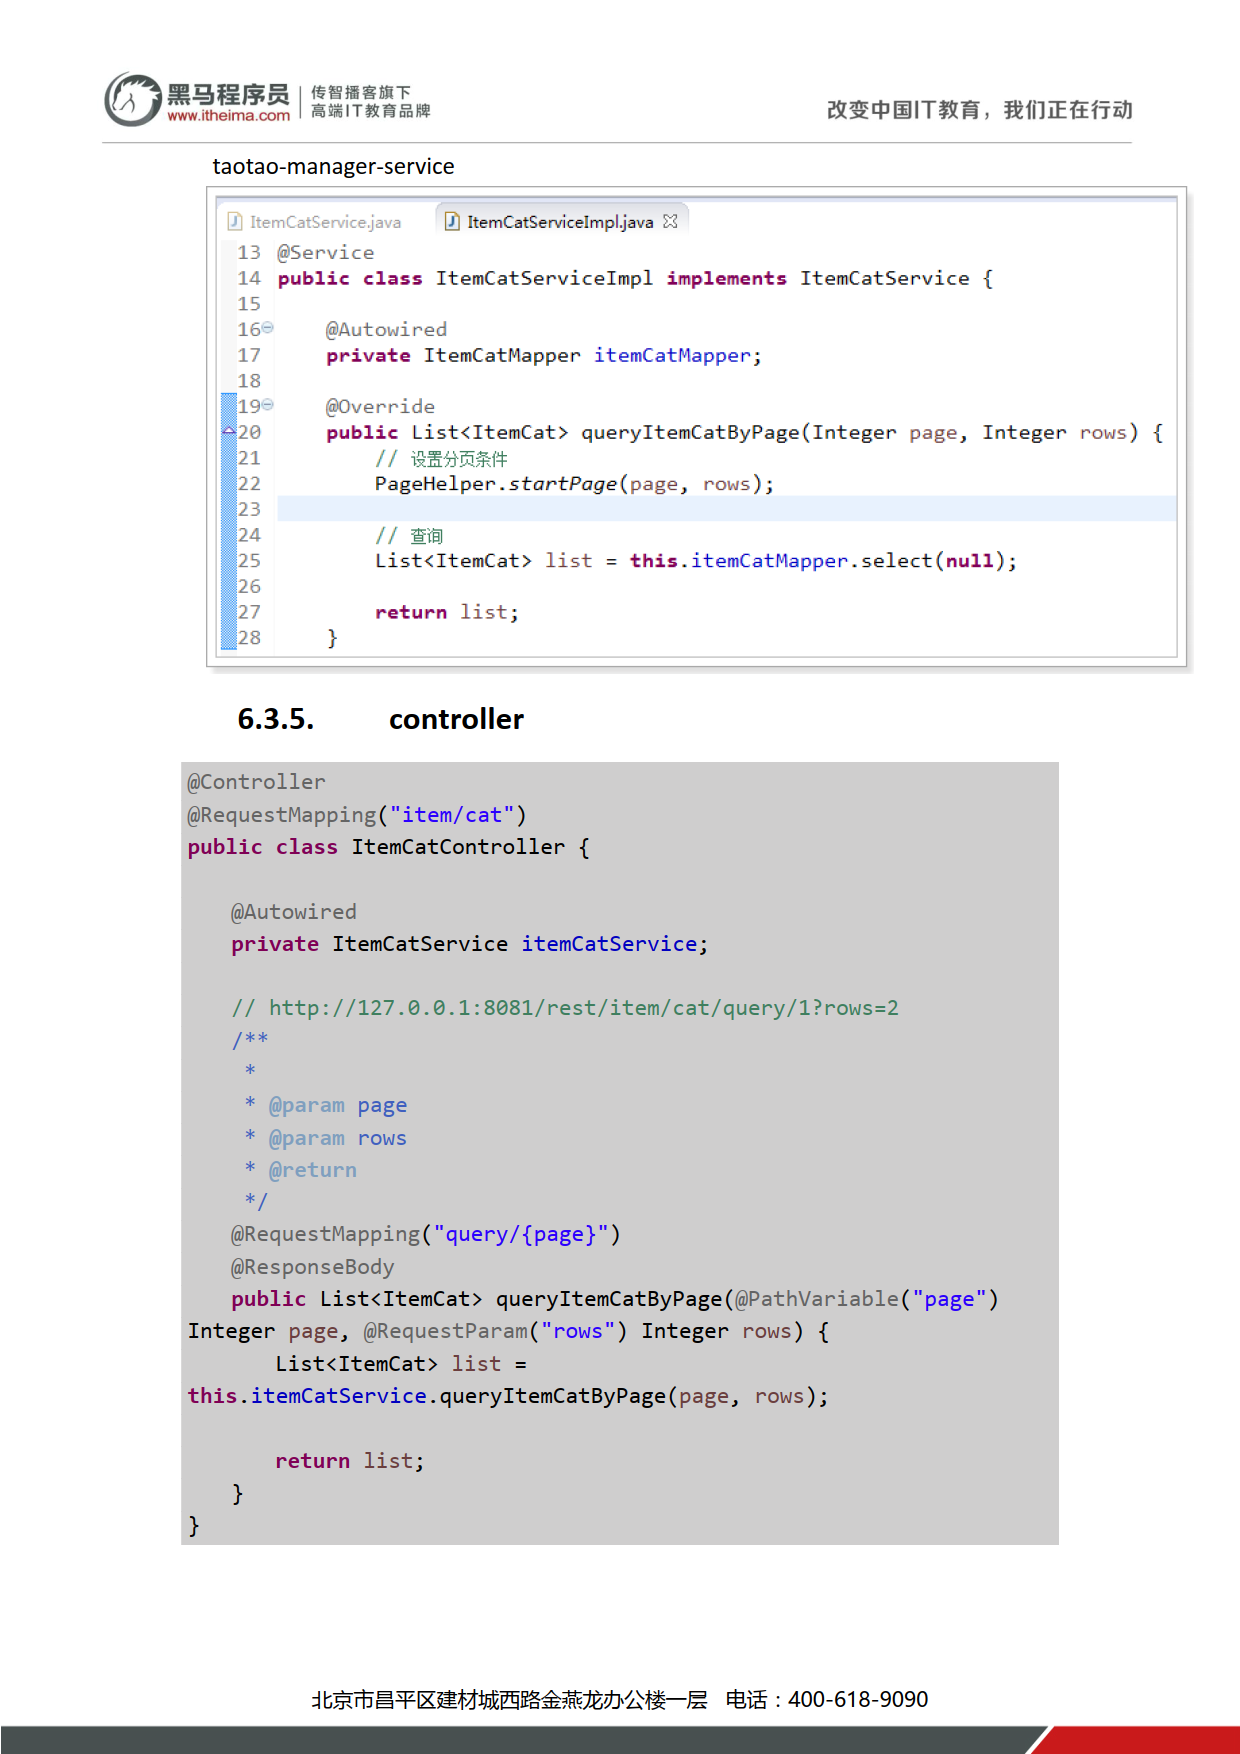 黑马程序员
www.itheima.com
传智播客旗下
高端IT教育品牌
改变中国IT教育，我们正在行动
taotao-manager-service
ItemCatService.java ItemCatServiceImpl.java
13 @Service
14 public class ItemCatServiceImpl implements ItemCatService {
15
16 @Autowired
17 private ItemCatMapper itemCatMapper;
18
19 @Override
20 public List<ItemCat> queryItemCatByPage(Integer page, Integer rows) {
21 // 设置分页条件
22 PageHelper.startPage(page, rows);
23
24 // 查询
25 List<ItemCat> list = this.itemCatMapper.select(null);
26
27 return list;
28 }
6.3.5. controller
@Controller
@RequestMapping("item/cat")
public class ItemCatController {
@Autowired
private ItemCatService itemCatService;
// http://127.0.0.1:8081/rest/item/cat/query/1?rows=2
/**
*
* @param page
* @param rows
* @return
*/
@RequestMapping("query/{page}")
@ResponseBody
public List<ItemCat> queryItemCatByPage(@PathVariable("page")
Integer page, @RequestParam("rows") Integer rows) {
List<ItemCat> list =
this.itemCatService.queryItemCatByPage(page, rows);
return list;
}
}
北京市昌平区建材城西路金燕龙办公楼一层 电话：400-618-9090